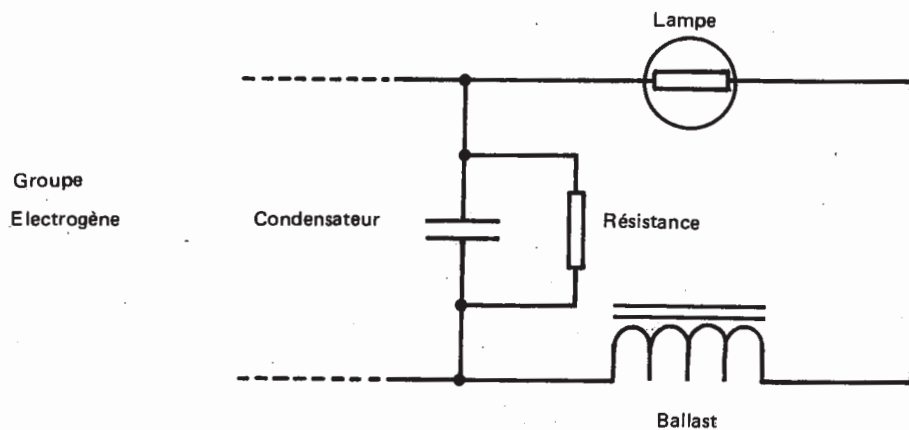 Lampe
Groupe
Electrogène
Condensateur
Résistance
Ballast